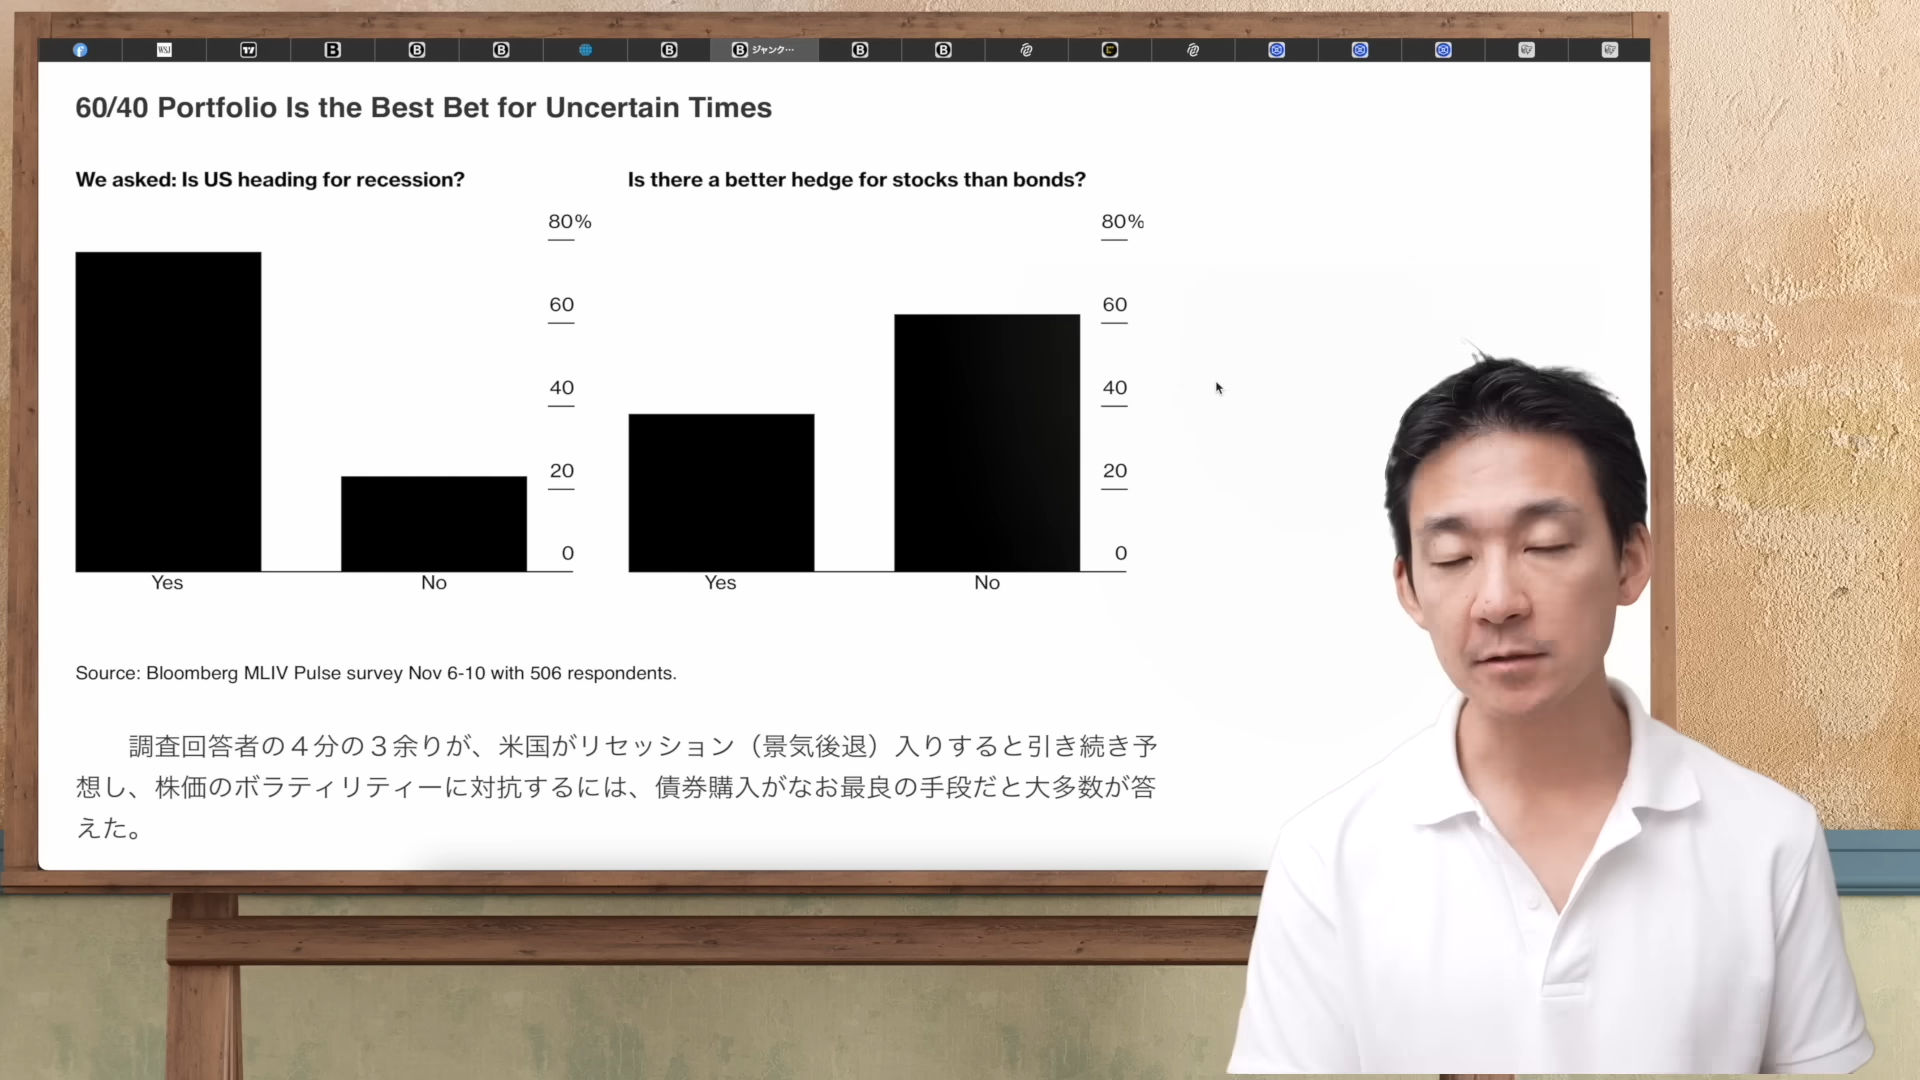 WSJ
TV
B
B
B
B
B ジャンク…
B
B
60/40 Portfolio Is the Best Bet for Uncertain Times
We asked: Is US heading for recession?
Is there a better hedge for stocks than bonds?
80%
60
40
20
0
Yes
No
80%
60
40
20
0
Yes
No
Source: Bloomberg MLIV Pulse survey Nov 6-10 with 506 respondents.
調査回答者の４分の３余りが、米国がリセッション（景気後退）入りすると引き続き予
想し、株価のボラティリティーに対抗するには、債券購入がなお最良の手段だと大多数が答
えた。